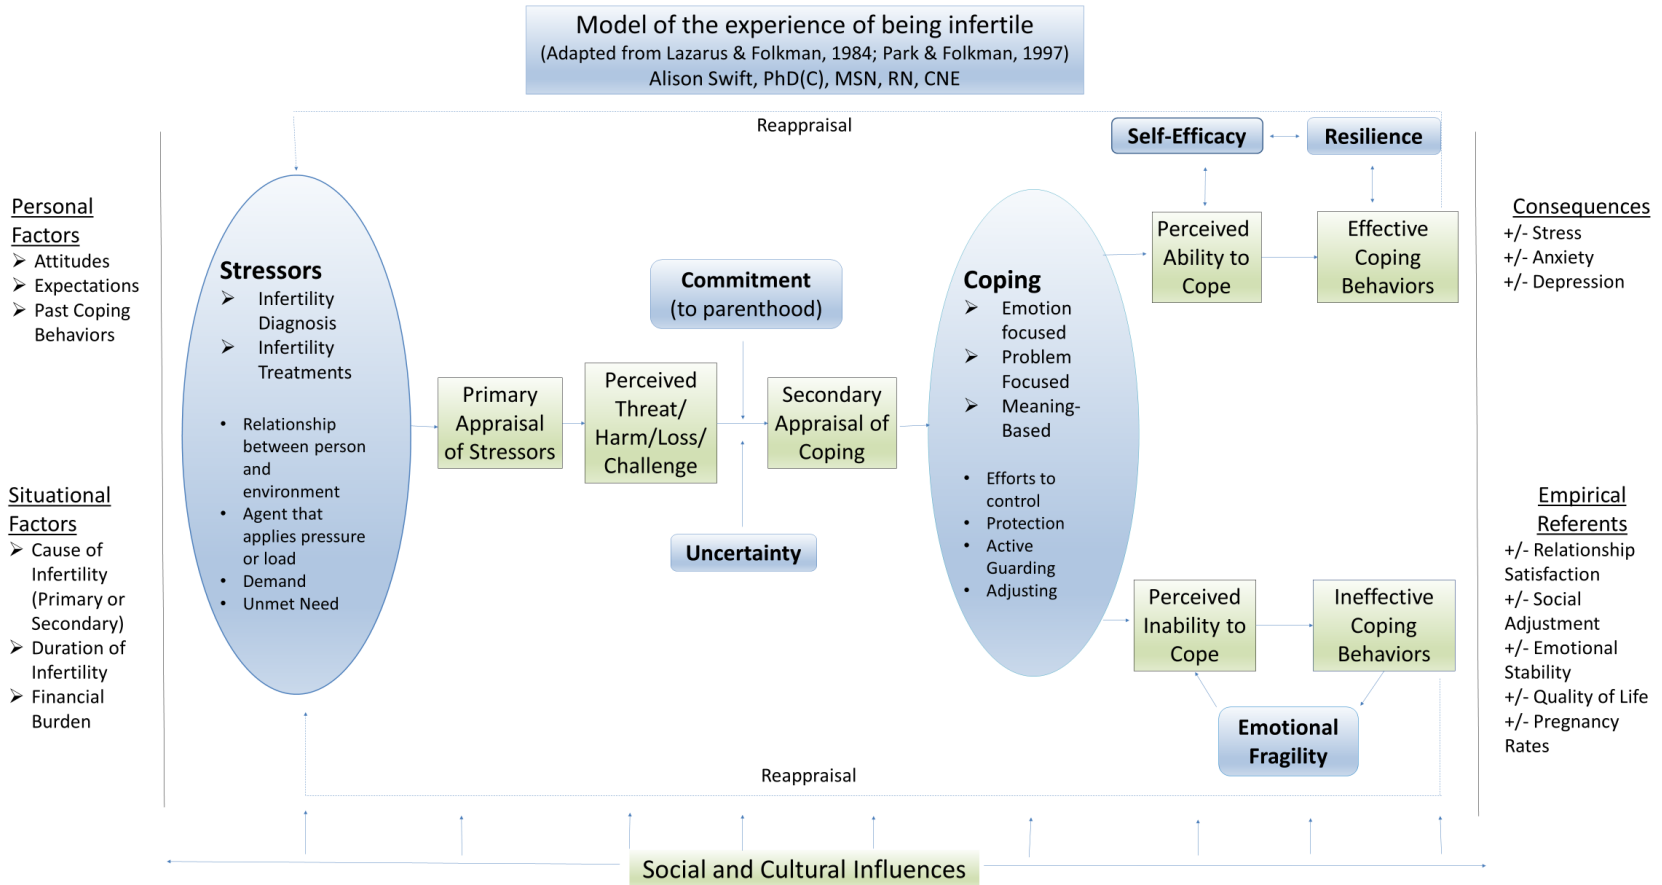 Model of the experience of being infertile
(Adapted from Lazarus & Folkman, 1984; Park & Folkman, 1997)
Alison Swift, PhD(C), MSN, RN, CNE
Reappraisal
Self-Efficacy
Resilience
Personal
Factors
➢ Attitudes
➢ Expectations
➢ Past Coping
Behaviors
Situational
Factors
➢ Cause of
Infertility
(Primary or
Secondary)
➢ Duration of
Infertility
➢ Financial
Burden
Stressors
➢ Infertility
Diagnosis
➢ Infertility
Treatments
• Relationship
between person
and
environment
• Agent that
applies pressure
or load
• Demand
• Unmet Need
Primary
Appraisal
of Stressors
Perceived
Threat/
Harm/Loss/
Challenge
Commitment
(to parenthood)
Uncertainty
Secondary
Appraisal of
Coping
Coping
➢ Emotion
focused
➢ Problem
Focused
➢ Meaning-
Based
• Efforts to
control
• Protection
• Active
Guarding
• Adjusting
Perceived
Ability to
Cope
Effective
Coping
Behaviors
Perceived
Inability to
Cope
Ineffective
Coping
Behaviors
Emotional
Fragility
Consequences
+/- Stress
+/- Anxiety
+/- Depression
Empirical
Referents
+/- Relationship
Satisfaction
+/- Social
Adjustment
+/- Emotional
Stability
+/- Quality of Life
+/- Pregnancy
Rates
Reappraisal
Social and Cultural Influences